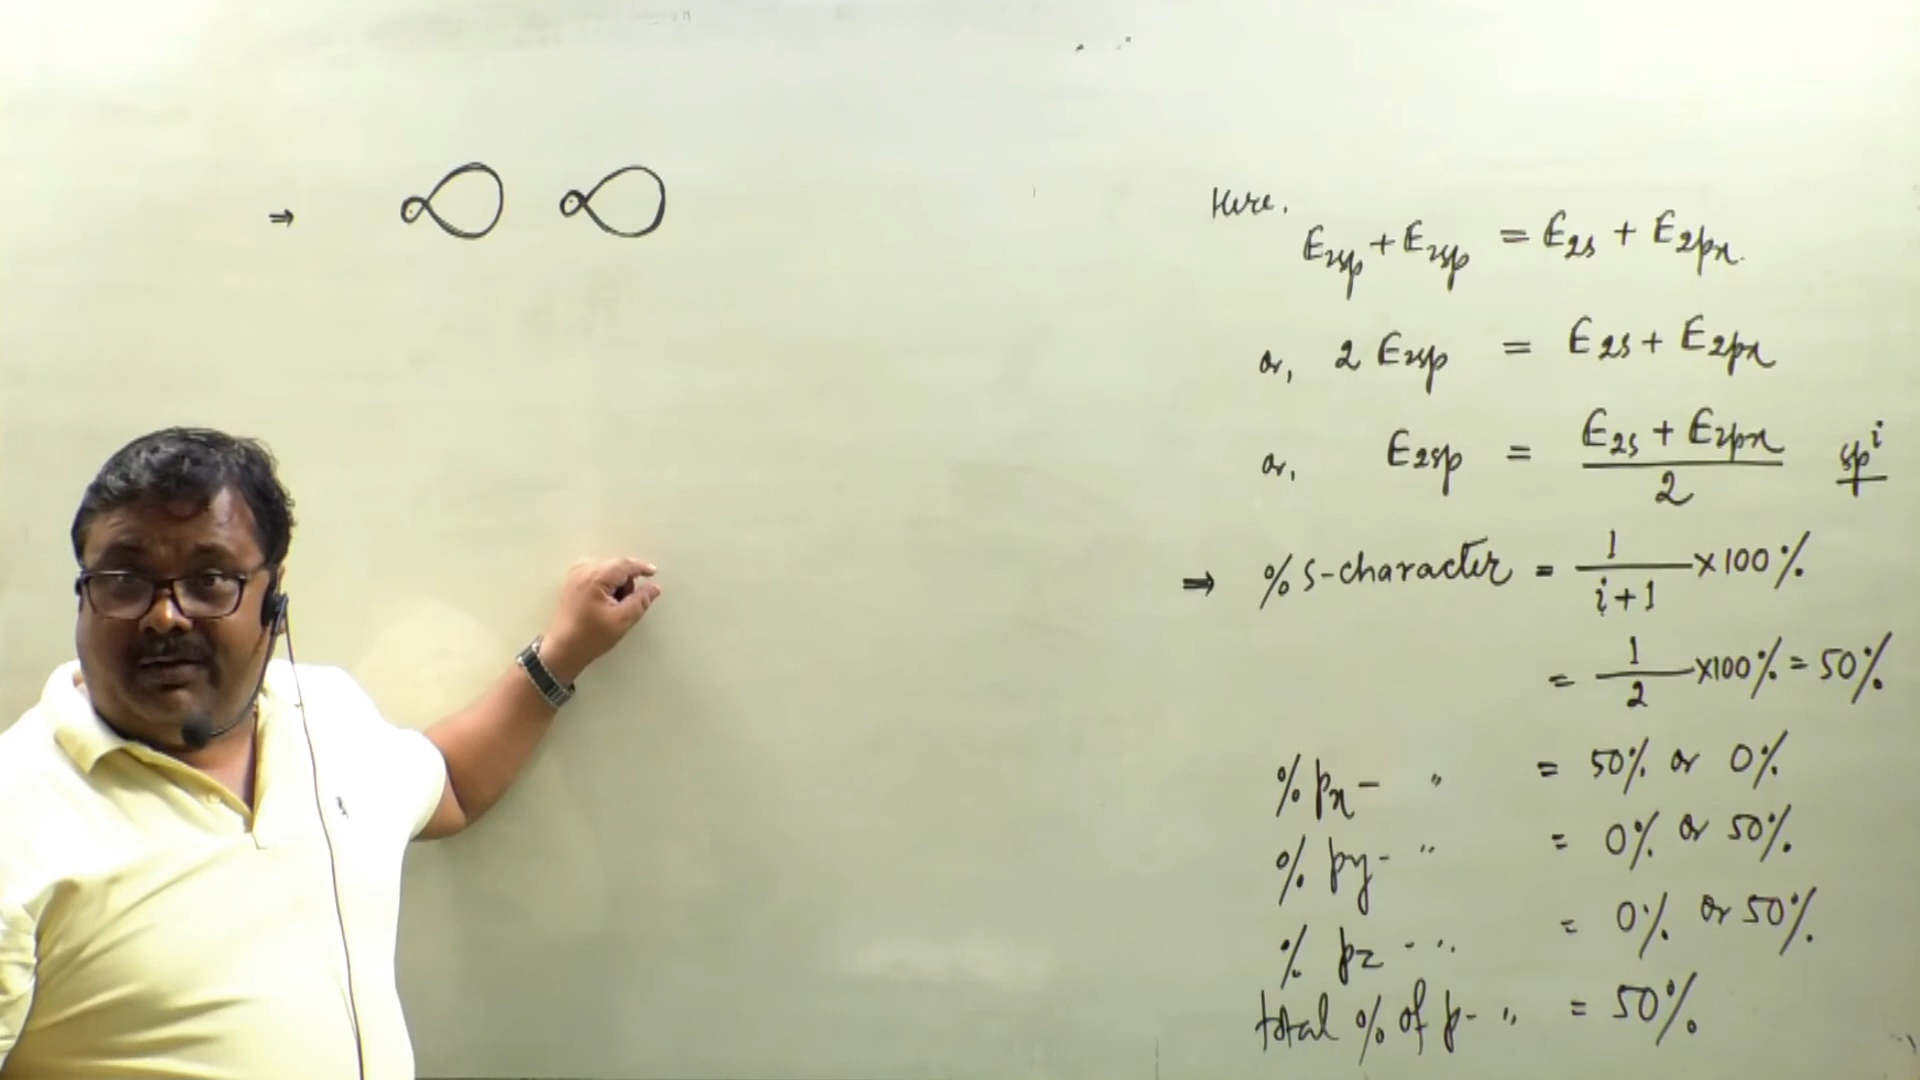 ⇒
Here,
E2sp + E2sp = E2s + E2px.
or, 2 E2sp = E2s + E2px
or, E2sp = (E2s + E2px)/2 spⁱ
⇒ % s-character = 1/(i+1) × 100%
= 1/2 × 100% = 50%
% px - " = 50% or 0%
% py - " = 0% or 50%
% pz - " = 0% or 50%
total % of p- " = 50%